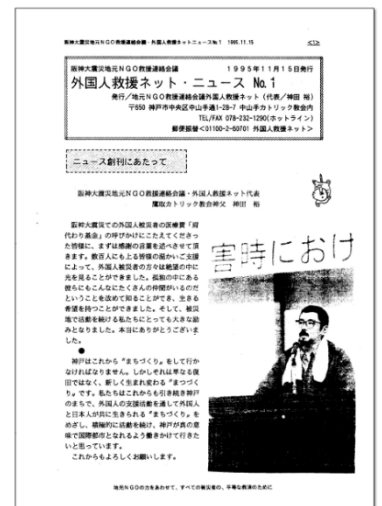 阪神大震災地元NGO救援連絡会議・外国人救援ネットニュース№1 1995.11.15 <1>
阪神大震災地元NGO救援連絡会議 1995年11月15日発行
外国人救援ネット・ニュース №1
発行/地元NGO救援連絡会議外国人救援ネット(代表/神田 裕)
〒650 神戸市中央区中山手通1-28-7 中山手カトリック教会内
TEL/FAX 078-232-1290(ホットライン)
郵便振替<01100-2-60701 外国人救援ネット>
ニュース創刊にあたって
阪神大震災地元NGO救援連絡会議・外国人救援ネット代表
鷹取カトリック教会神父 神田 裕
阪神大震災での外国人被災者の医療費「肩
代わり基金」の呼びかけにこたえてくださっ
た皆様に、まずは感謝の言葉を述べさせて頂
きます。数百人にも上る皆様の温かいご支援
によって、外国人被災者の方々は絶望の中に
光を見ることができました。孤独の中にある
彼らにもこんなにたくさんの仲間がいるのだ
ということを改めて知ることができ、生きる
希望を持つことができました。そして、被災
地で活動を続ける私たちにとっても大きな励
みとなりました。本当にありがとうございま
した。
●
神戸はこれから〝まちづくり〟をして行か
なければなりません。しかしそれは単なる復
旧ではなく、新しく生まれ変わる〝まつづく
り〟です。私たちはこれからも引き続き神戸
のまちで、外国人の支援活動を通して外国人
と日本人が共に生きられる〝まちづくり〟を
めざし、積極的に活動を続け、神戸が真の意
味で国際都市となれるよう働きかけて行きた
いと思っています。
これからもよろしくお願いします。
害時におけ
地元NGOの力をあわせて、すべての被災者の、平等な救済のために